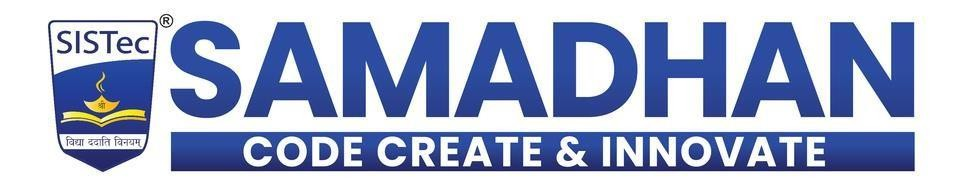 SISTec
®
SAMADHAN
श्री
विद्या ददाति विनयम्
CODE CREATE & INNOVATE